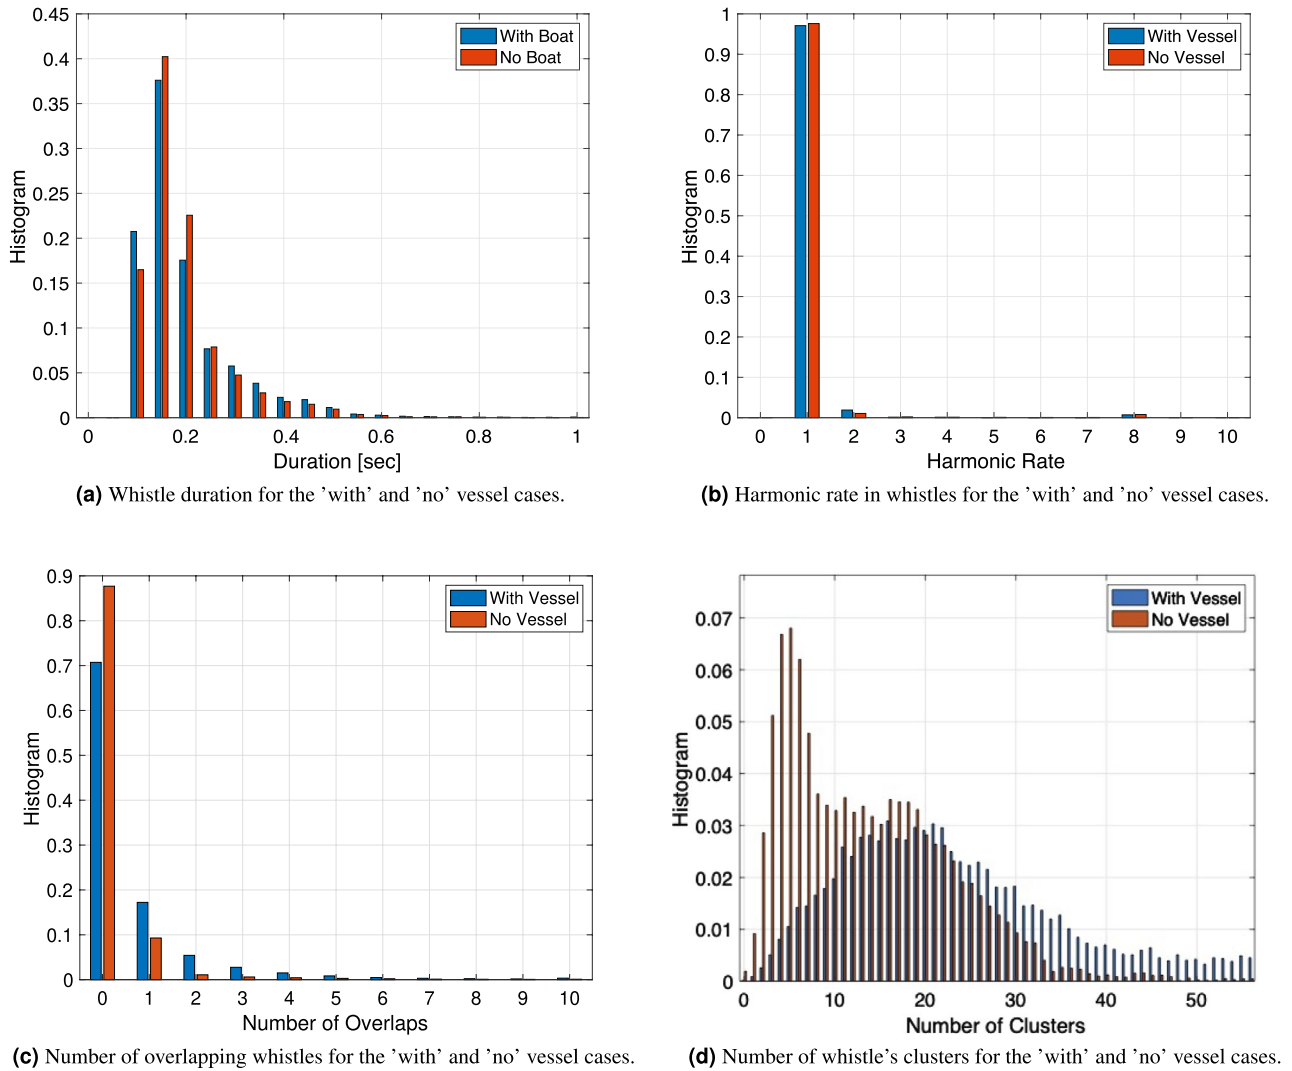 0.45
0.4
0.35
0.3
0.25
0.2
0.15
0.1
0.05
0
Histogram
With Boat
No Boat
0 0.2 0.4 0.6 0.8 1
Duration [sec]
(a) Whistle duration for the ’with’ and ’no’ vessel cases.
1
0.9
0.8
0.7
0.6
0.5
0.4
0.3
0.2
0.1
0
Histogram
With Vessel
No Vessel
0 1 2 3 4 5 6 7 8 9 10
Harmonic Rate
(b) Harmonic rate in whistles for the ’with’ and ’no’ vessel cases.
0.9
0.8
0.7
0.6
0.5
0.4
0.3
0.2
0.1
0
Histogram
With Vessel
No Vessel
0 1 2 3 4 5 6 7 8 9 10
Number of Overlaps
(c) Number of overlapping whistles for the ’with’ and ’no’ vessel cases.
0.07
0.06
0.05
0.04
0.03
0.02
0.01
0
Histogram
With Vessel
No Vessel
0 10 20 30 40 50
Number of Clusters
(d) Number of whistle’s clusters for the ’with’ and ’no’ vessel cases.